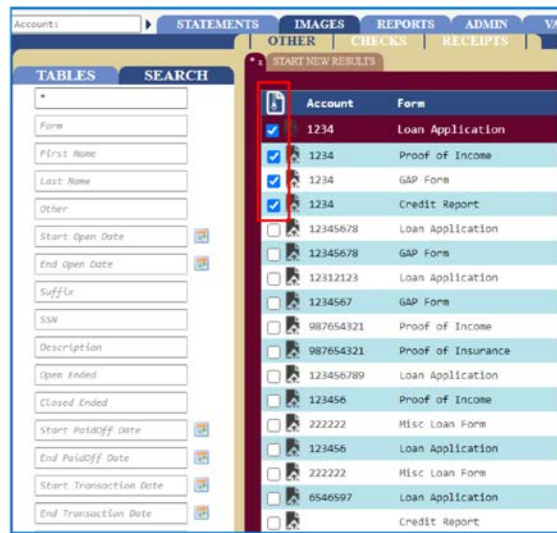 Account:
STATEMENTS IMAGES REPORTS ADMIN
OTHER CHECKS RECEIPTS
* x START NEW RESULTS
TABLES SEARCH
*
Form
First Name
Last Name
Other
Start Open Date
End Open Date
Suffix
SSN
Description
Open Ended
Closed Ended
Start PaidOff Date
End PaidOff Date
Start Transaction Date
End Transaction Date
Account Form
1234 Loan Application
1234 Proof of Income
1234 GAP Form
1234 Credit Report
12345678 Loan Application
12345678 GAP Form
12312123 Loan Application
1234567 GAP Form
987654321 Proof of Income
987654321 Proof of Insurance
123456789 Loan Application
123456 Proof of Income
222222 Misc Loan Form
123456 Loan Application
222222 Misc Loan Form
6546597 Loan Application
Credit Report